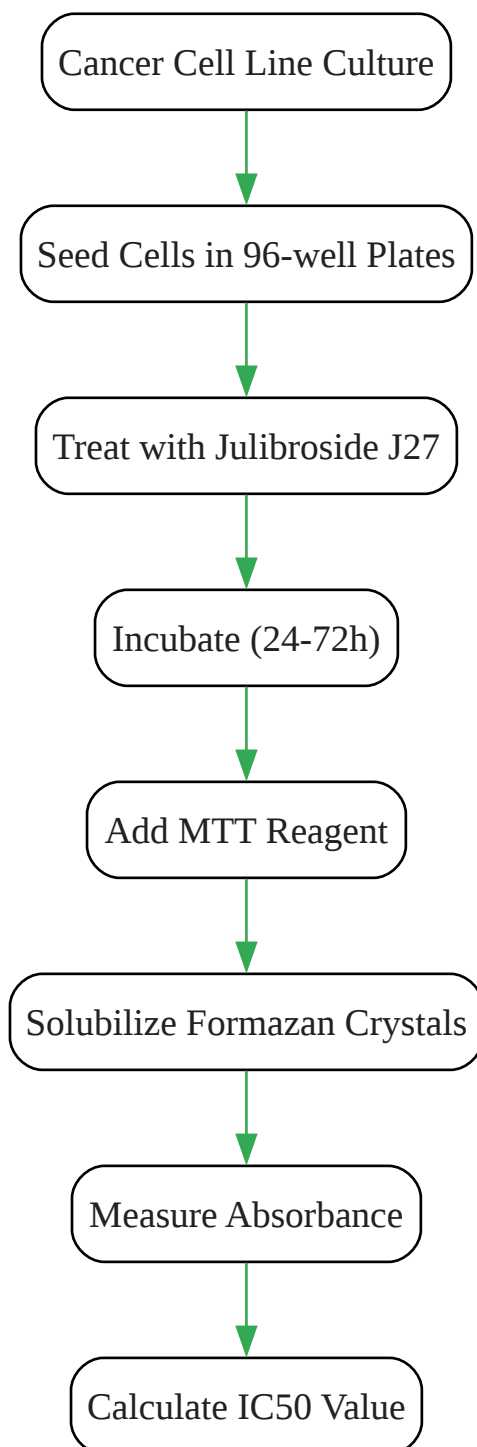 Cancer Cell Line Culture
Seed Cells in 96-well Plates
Treat with Julibroside J27
Incubate (24-72h)
Add MTT Reagent
Solubilize Formazan Crystals
Measure Absorbance
Calculate IC50 Value